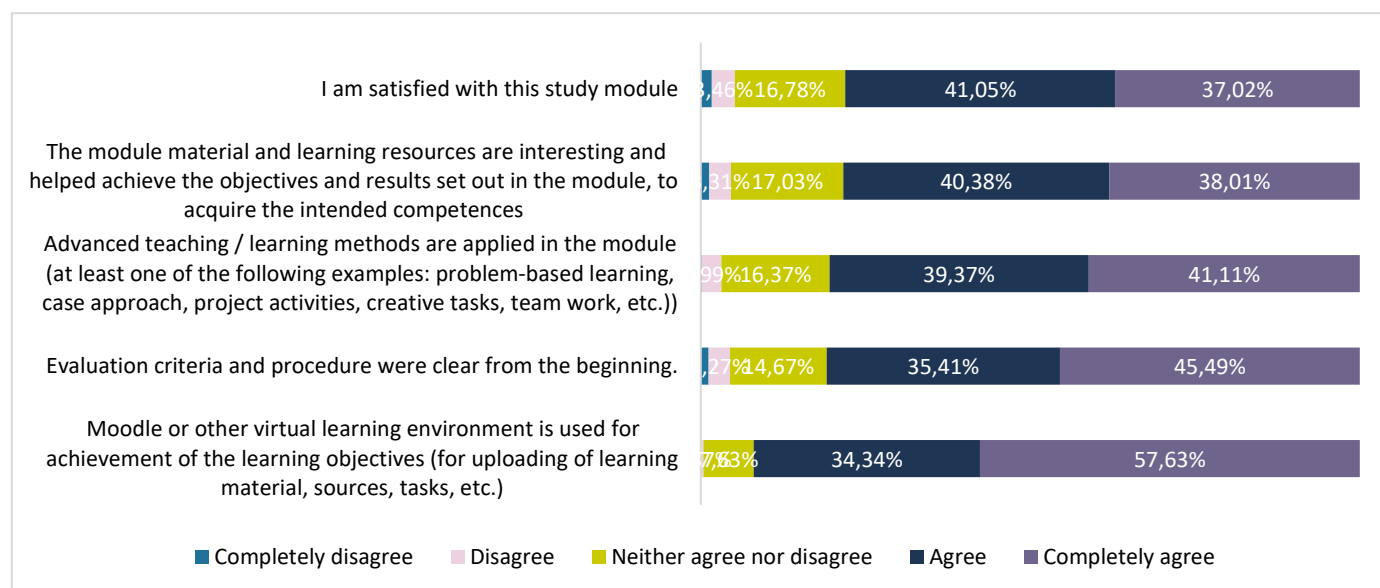 I am satisfied with this study module
16,78%
41,05%
37,02%
The module material and learning resources are interesting and
helped achieve the objectives and results set out in the module, to
acquire the intended competences
17,03%
40,38%
38,01%
Advanced teaching / learning methods are applied in the module
(at least one of the following examples: problem-based learning,
case approach, project activities, creative tasks, team work, etc.))
16,37%
39,37%
41,11%
Evaluation criteria and procedure were clear from the beginning.
14,67%
35,41%
45,49%
Moodle or other virtual learning environment is used for
achievement of the learning objectives (for uploading of learning
material, sources, tasks, etc.)
34,34%
57,63%
Completely disagree
Disagree
Neither agree nor disagree
Agree
Completely agree